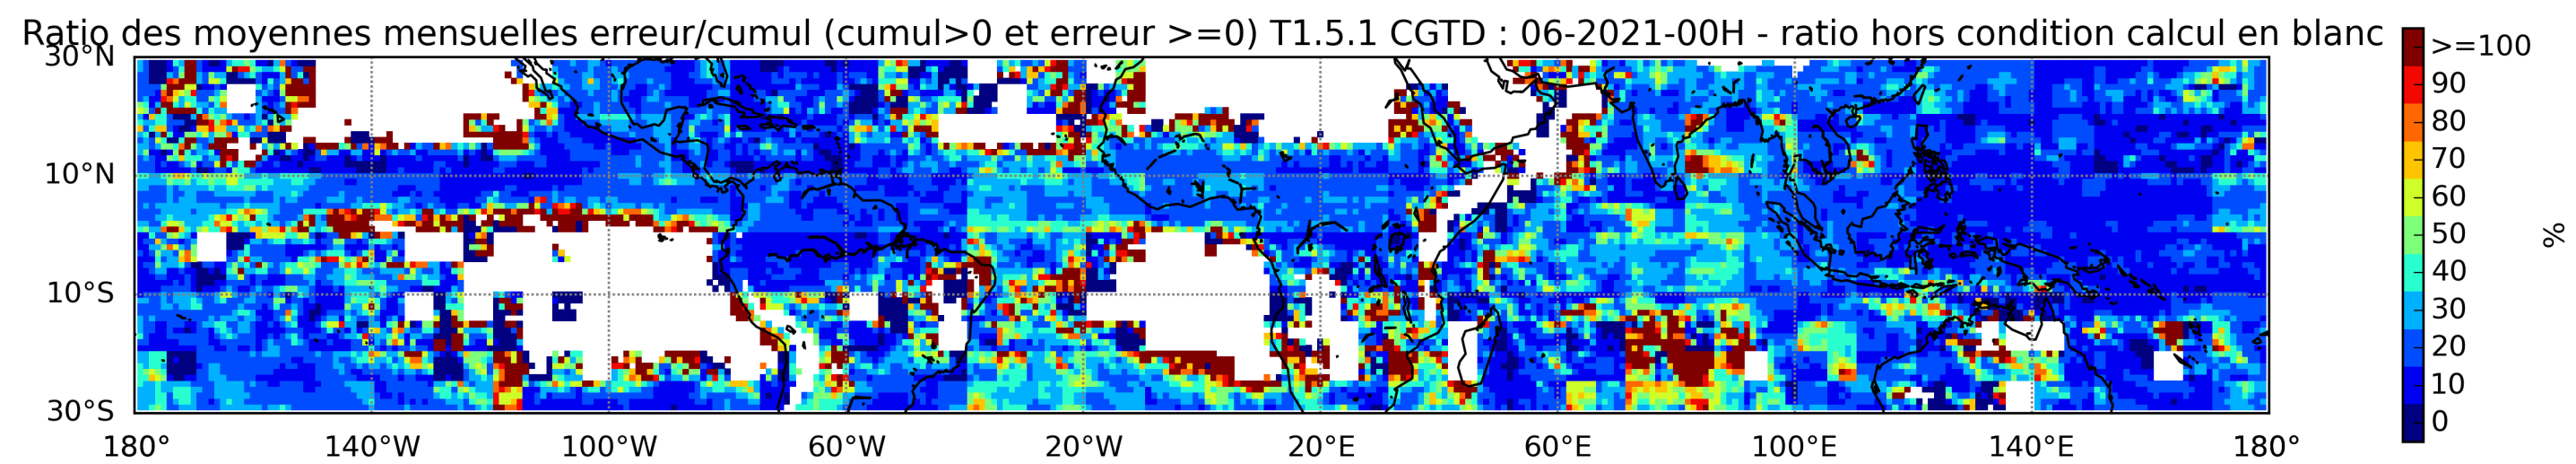 Ratio des moyennes mensuelles erreur/cumul (cumul>0 et erreur >=0) T1.5.1 CGTD : 06-2021-00H - ratio hors condition calcul en blanc
30°N
10°N
10°S
30°S
180° 140°W 100°W 60°W 20°W 20°E 60°E 100°E 140°E 180°
>=100
90
80
70
60
50
40
30
20
10
0
%